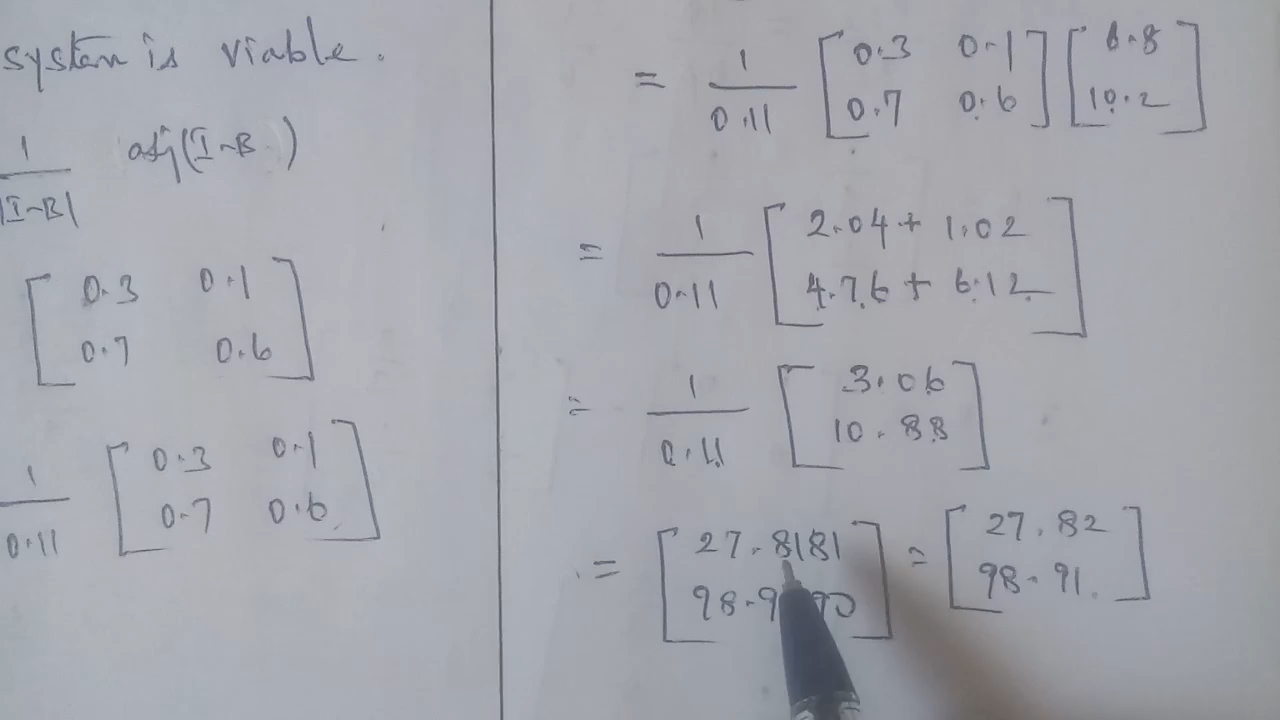 system is viable.
1
|I-B| adj(I-B)
[0.3 0.1
0.7 0.6]
1
0.11 [0.3 0.1
0.7 0.6]
= 1
0.11 [0.3 0.1
0.7 0.6] [6.8
10.2]
= 1
0.11 [2.04 + 1.02
4.76 + 6.12]
= 1
0.11 [3.06
10.88]
= [27.8181
98.9 90] = [27.82
98.91]